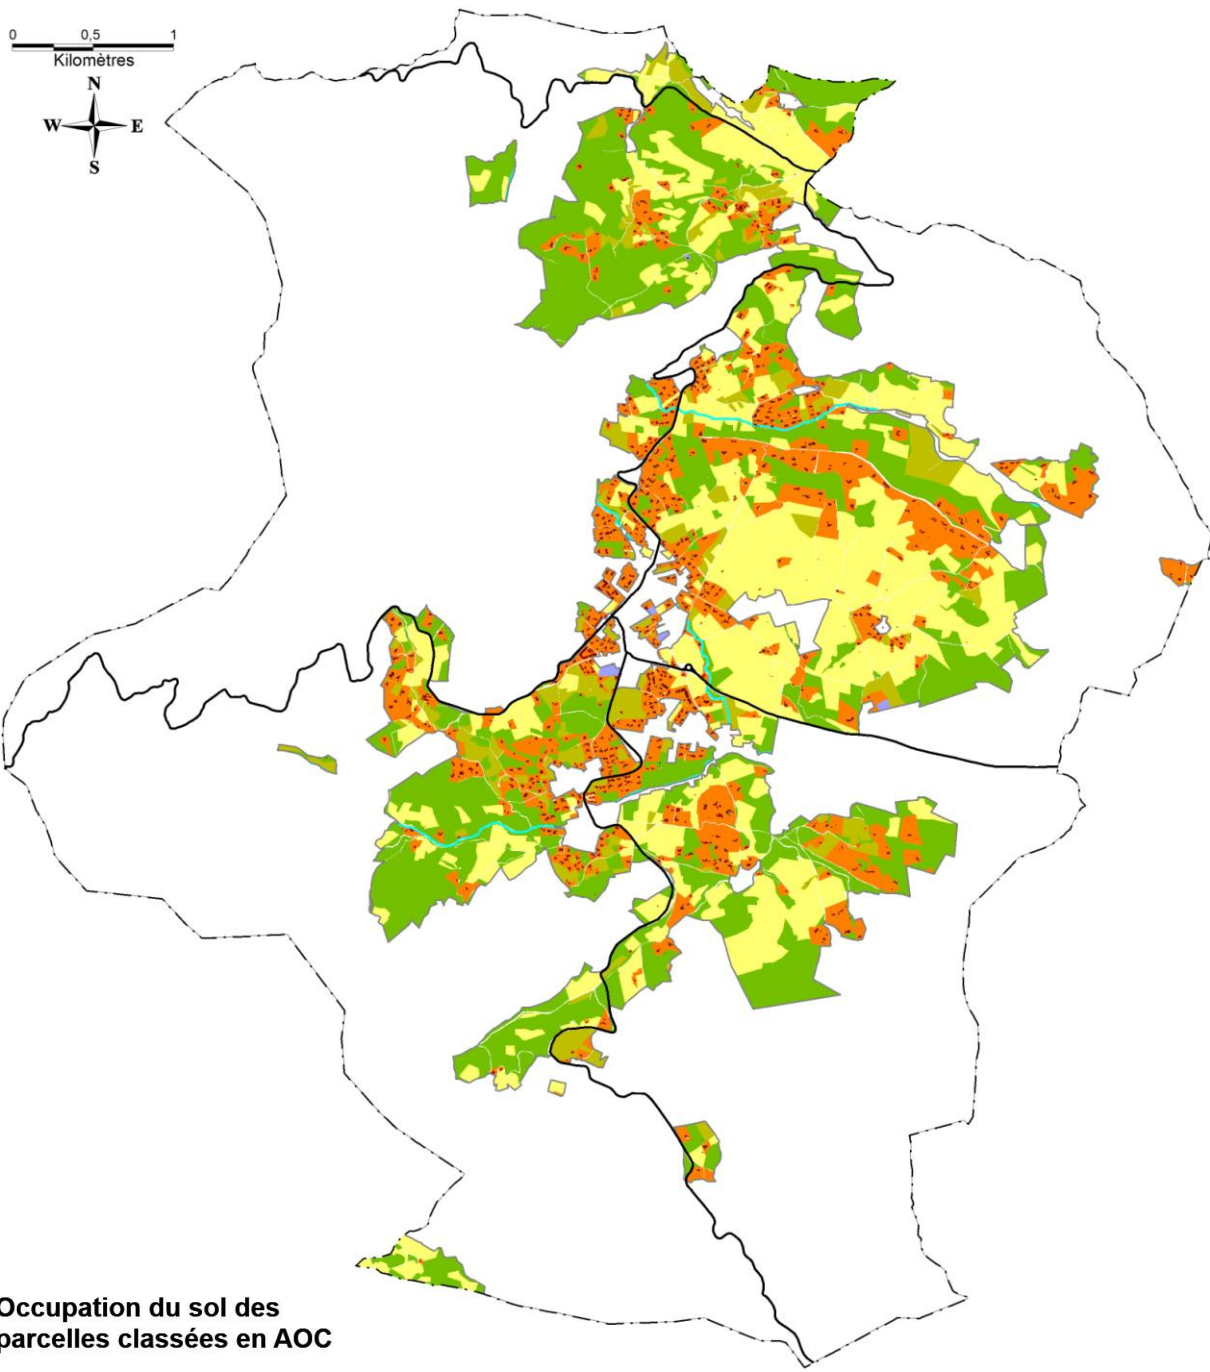 0 0,5 1
Kilomètres
N
W E
S
Occupation du sol des
parcelles classées en AOC